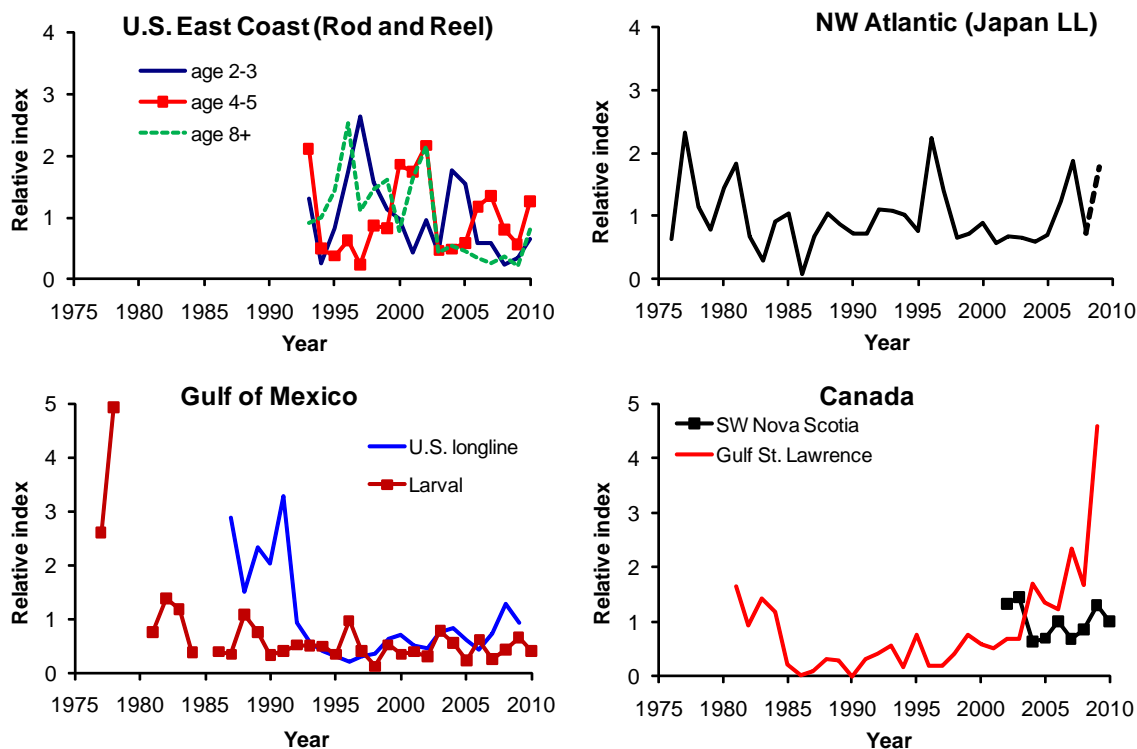 U.S. East Coast (Rod and Reel)
age 2-3
age 4-5
age 8+
Relative index
4
3
2
1
0
1975 1980 1985 1990 1995 2000 2005 2010
Year
NW Atlantic (Japan LL)
Relative index
4
3
2
1
0
1975 1980 1985 1990 1995 2000 2005 2010
Year
Gulf of Mexico
U.S. longline
Larval
Relative index
5
4
3
2
1
0
1975 1980 1985 1990 1995 2000 2005 2010
Year
Canada
SW Nova Scotia
Gulf St. Lawrence
Relative index
5
4
3
2
1
0
1975 1980 1985 1990 1995 2000 2005 2010
Year